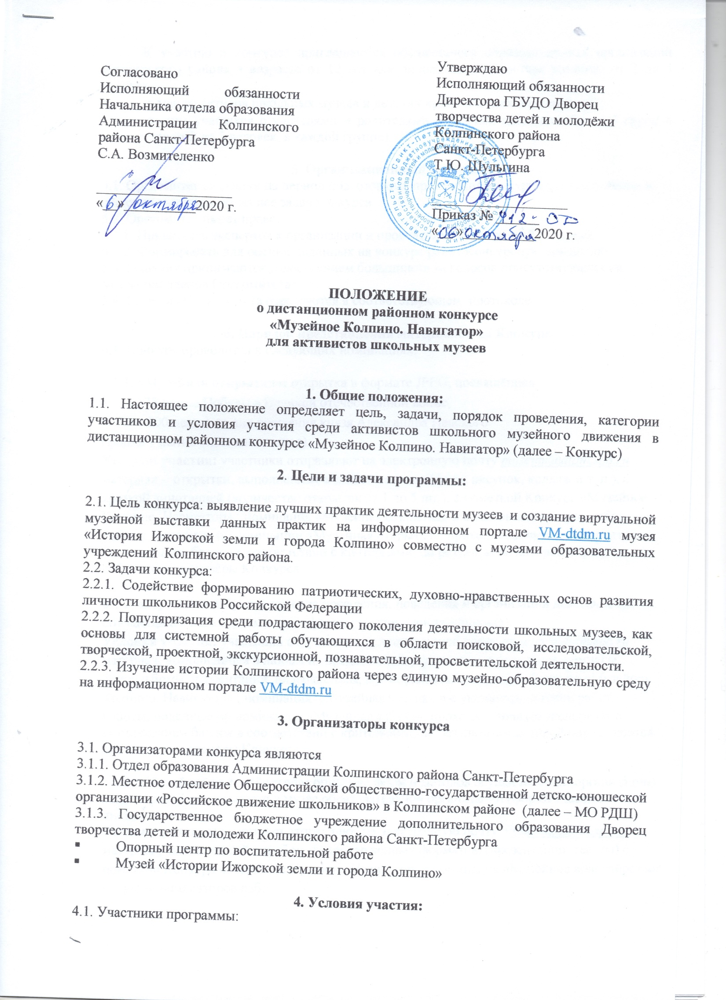 Согласовано
Исполняющий обязанности
Начальника отдела образования
Администрации Колпинского
района Санкт-Петербурга
С.А. Возмителенко
«6» октября 2020 г.
Утверждаю
Исполняющий обязанности
Директора ГБУДО Дворец
творчества детей и молодёжи
Колпинского района
Санкт-Петербурга
Т.Ю. Шульгина
Приказ № 412-ОД
«06» октября 2020 г.
ПОЛОЖЕНИЕ
о дистанционном районном конкурсе
«Музейное Колпино. Навигатор»
для активистов школьных музеев
1. Общие положения:
1.1. Настоящее положение определяет цель, задачи, порядок проведения, категории
участников и условия участия среди активистов школьного музейного движения в
дистанционном районном конкурсе «Музейное Колпино. Навигатор» (далее – Конкурс)
2. Цели и задачи программы:
2.1. Цель конкурса: выявление лучших практик деятельности музеев и создание виртуальной
музейной выставки данных практик на информационном портале VM-dtdm.ru музея
«История Ижорской земли и города Колпино» совместно с музеями образовательных
учреждений Колпинского района.
2.2. Задачи конкурса:
2.2.1. Содействие формированию патриотических, духовно-нравственных основ развития
личности школьников Российской Федерации
2.2.2. Популяризация среди подрастающего поколения деятельности школьных музеев, как
основы для системной работы обучающихся в области поисковой, исследовательской,
творческой, проектной, экскурсионной, познавательной, просветительской деятельности.
2.2.3. Изучение истории Колпинского района через единую музейно-образовательную среду
на информационном портале VM-dtdm.ru
3. Организаторы конкурса
3.1. Организаторами конкурса являются
3.1.1. Отдел образования Администрации Колпинского района Санкт-Петербурга
3.1.2. Местное отделение Общероссийской общественно-государственной детско-юношеской
организации «Российское движение школьников» в Колпинском районе (далее – МО РДШ)
3.1.3. Государственное бюджетное учреждение дополнительного образования Дворец
творчества детей и молодежи Колпинского района Санкт-Петербурга
▪ Опорный центр по воспитательной работе
▪ Музей «Истории Ижорской земли и города Колпино»
4. Условия участия:
4.1. Участники программы: